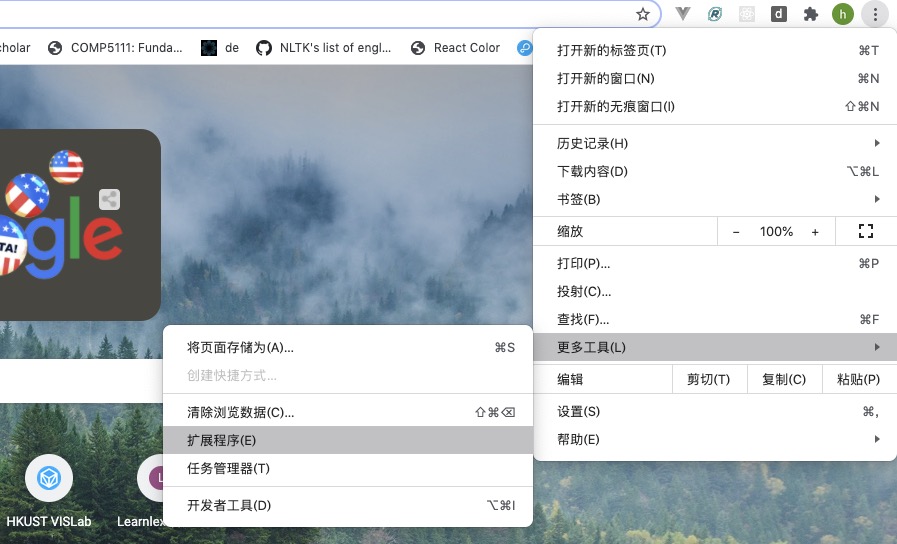 h
d
cholar
COMP5111: Funda...
de
NLTK's list of engl...
React Color
打开新的标签页(T) ⌘T
打开新的窗口(N) ⌘N
打开新的无痕窗口(I) ⇧⌘N
历史记录(H)
下载内容(D) ⌥⌘L
书签(B)
缩放 − 100% +
打印(P)... ⌘P
投射(C)...
查找(F)... ⌘F
更多工具(L)
编辑 剪切(T) 复制(C) 粘贴(P)
设置(S) ⌘,
帮助(E)
ogle
TA!
将页面存储为(A)... ⌘S
创建快捷方式...
清除浏览数据(C)... ⇧⌘⌫
扩展程序(E)
任务管理器(T)
开发者工具(D) ⌥⌘I
L
HKUST VISLab
Learnlex